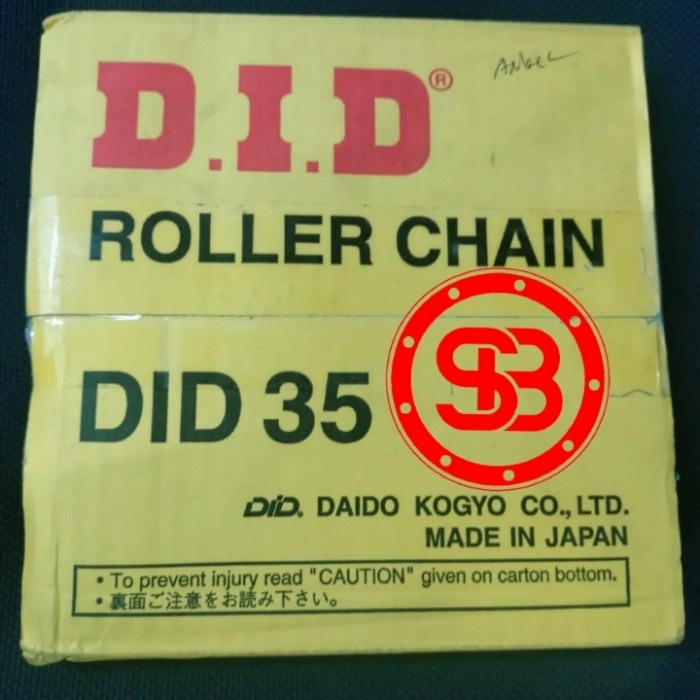 D.I.D®
ROLLER CHAIN
DID 35
SB
DID. DAIDO KOGYO CO., LTD.
MADE IN JAPAN
• To prevent injury read "CAUTION" given on carton bottom.
• 裏面ご注意をお読み下さい。